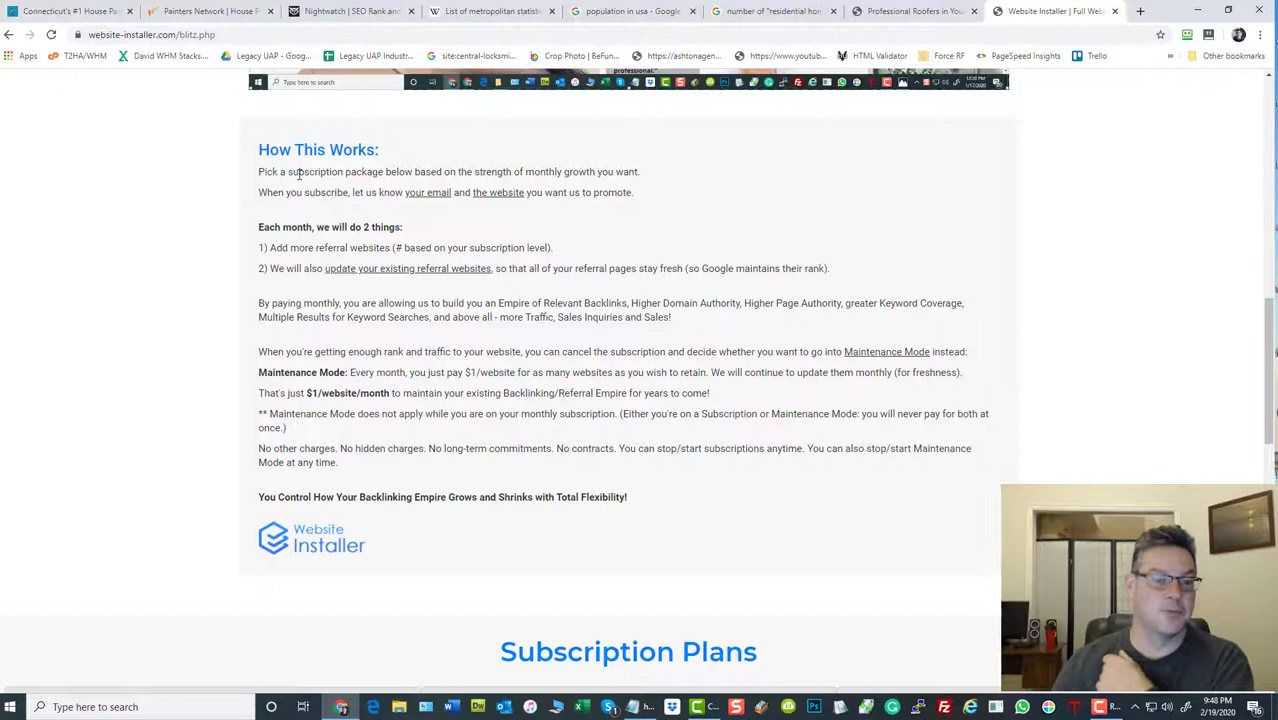 Connecticut's #1 House Pa
Painters Network | House P
Nightwatch | SEO Rank and
List of metropolitan statist
population in usa - Google
number of "residential hom
Professional Roofers in You
Website Installer | Full Web
website-installer.com/blitz.php
Apps
T2HA/WHM
David WHM Stacks...
Legacy UAP - Goog...
Legacy UAP Industr...
site:central-locksmi...
Crop Photo | BeFun...
https://ashtonagen...
https://www.youtub...
HTML Validator
Force RF
PageSpeed Insights
Trello
»
Other bookmarks
professional."
Type here to search
1/17/2020
How This Works:
Pick a subscription package below based on the strength of monthly growth you want.
When you subscribe, let us know your email and the website you want us to promote.
Each month, we will do 2 things:
1) Add more referral websites (# based on your subscription level).
2) We will also update your existing referral websites, so that all of your referral pages stay fresh (so Google maintains their rank).
By paying monthly, you are allowing us to build you an Empire of Relevant Backlinks, Higher Domain Authority, Higher Page Authority, greater Keyword Coverage,
Multiple Results for Keyword Searches, and above all - more Traffic, Sales Inquiries and Sales!
When you're getting enough rank and traffic to your website, you can cancel the subscription and decide whether you want to go into Maintenance Mode instead:
Maintenance Mode: Every month, you just pay $1/website for as many websites as you wish to retain. We will continue to update them monthly (for freshness).
That's just $1/website/month to maintain your existing Backlinking/Referral Empire for years to come!
** Maintenance Mode does not apply while you are on your monthly subscription. (Either you're on a Subscription or Maintenance Mode: you will never pay for both at
once.)
No other charges. No hidden charges. No long-term commitments. No contracts. You can stop/start subscriptions anytime. You can also stop/start Maintenance
Mode at any time.
You Control How Your Backlinking Empire Grows and Shrinks with Total Flexibility!
Website
Installer
Subscription Plans
Type here to search
9:48 PM
2/19/2020